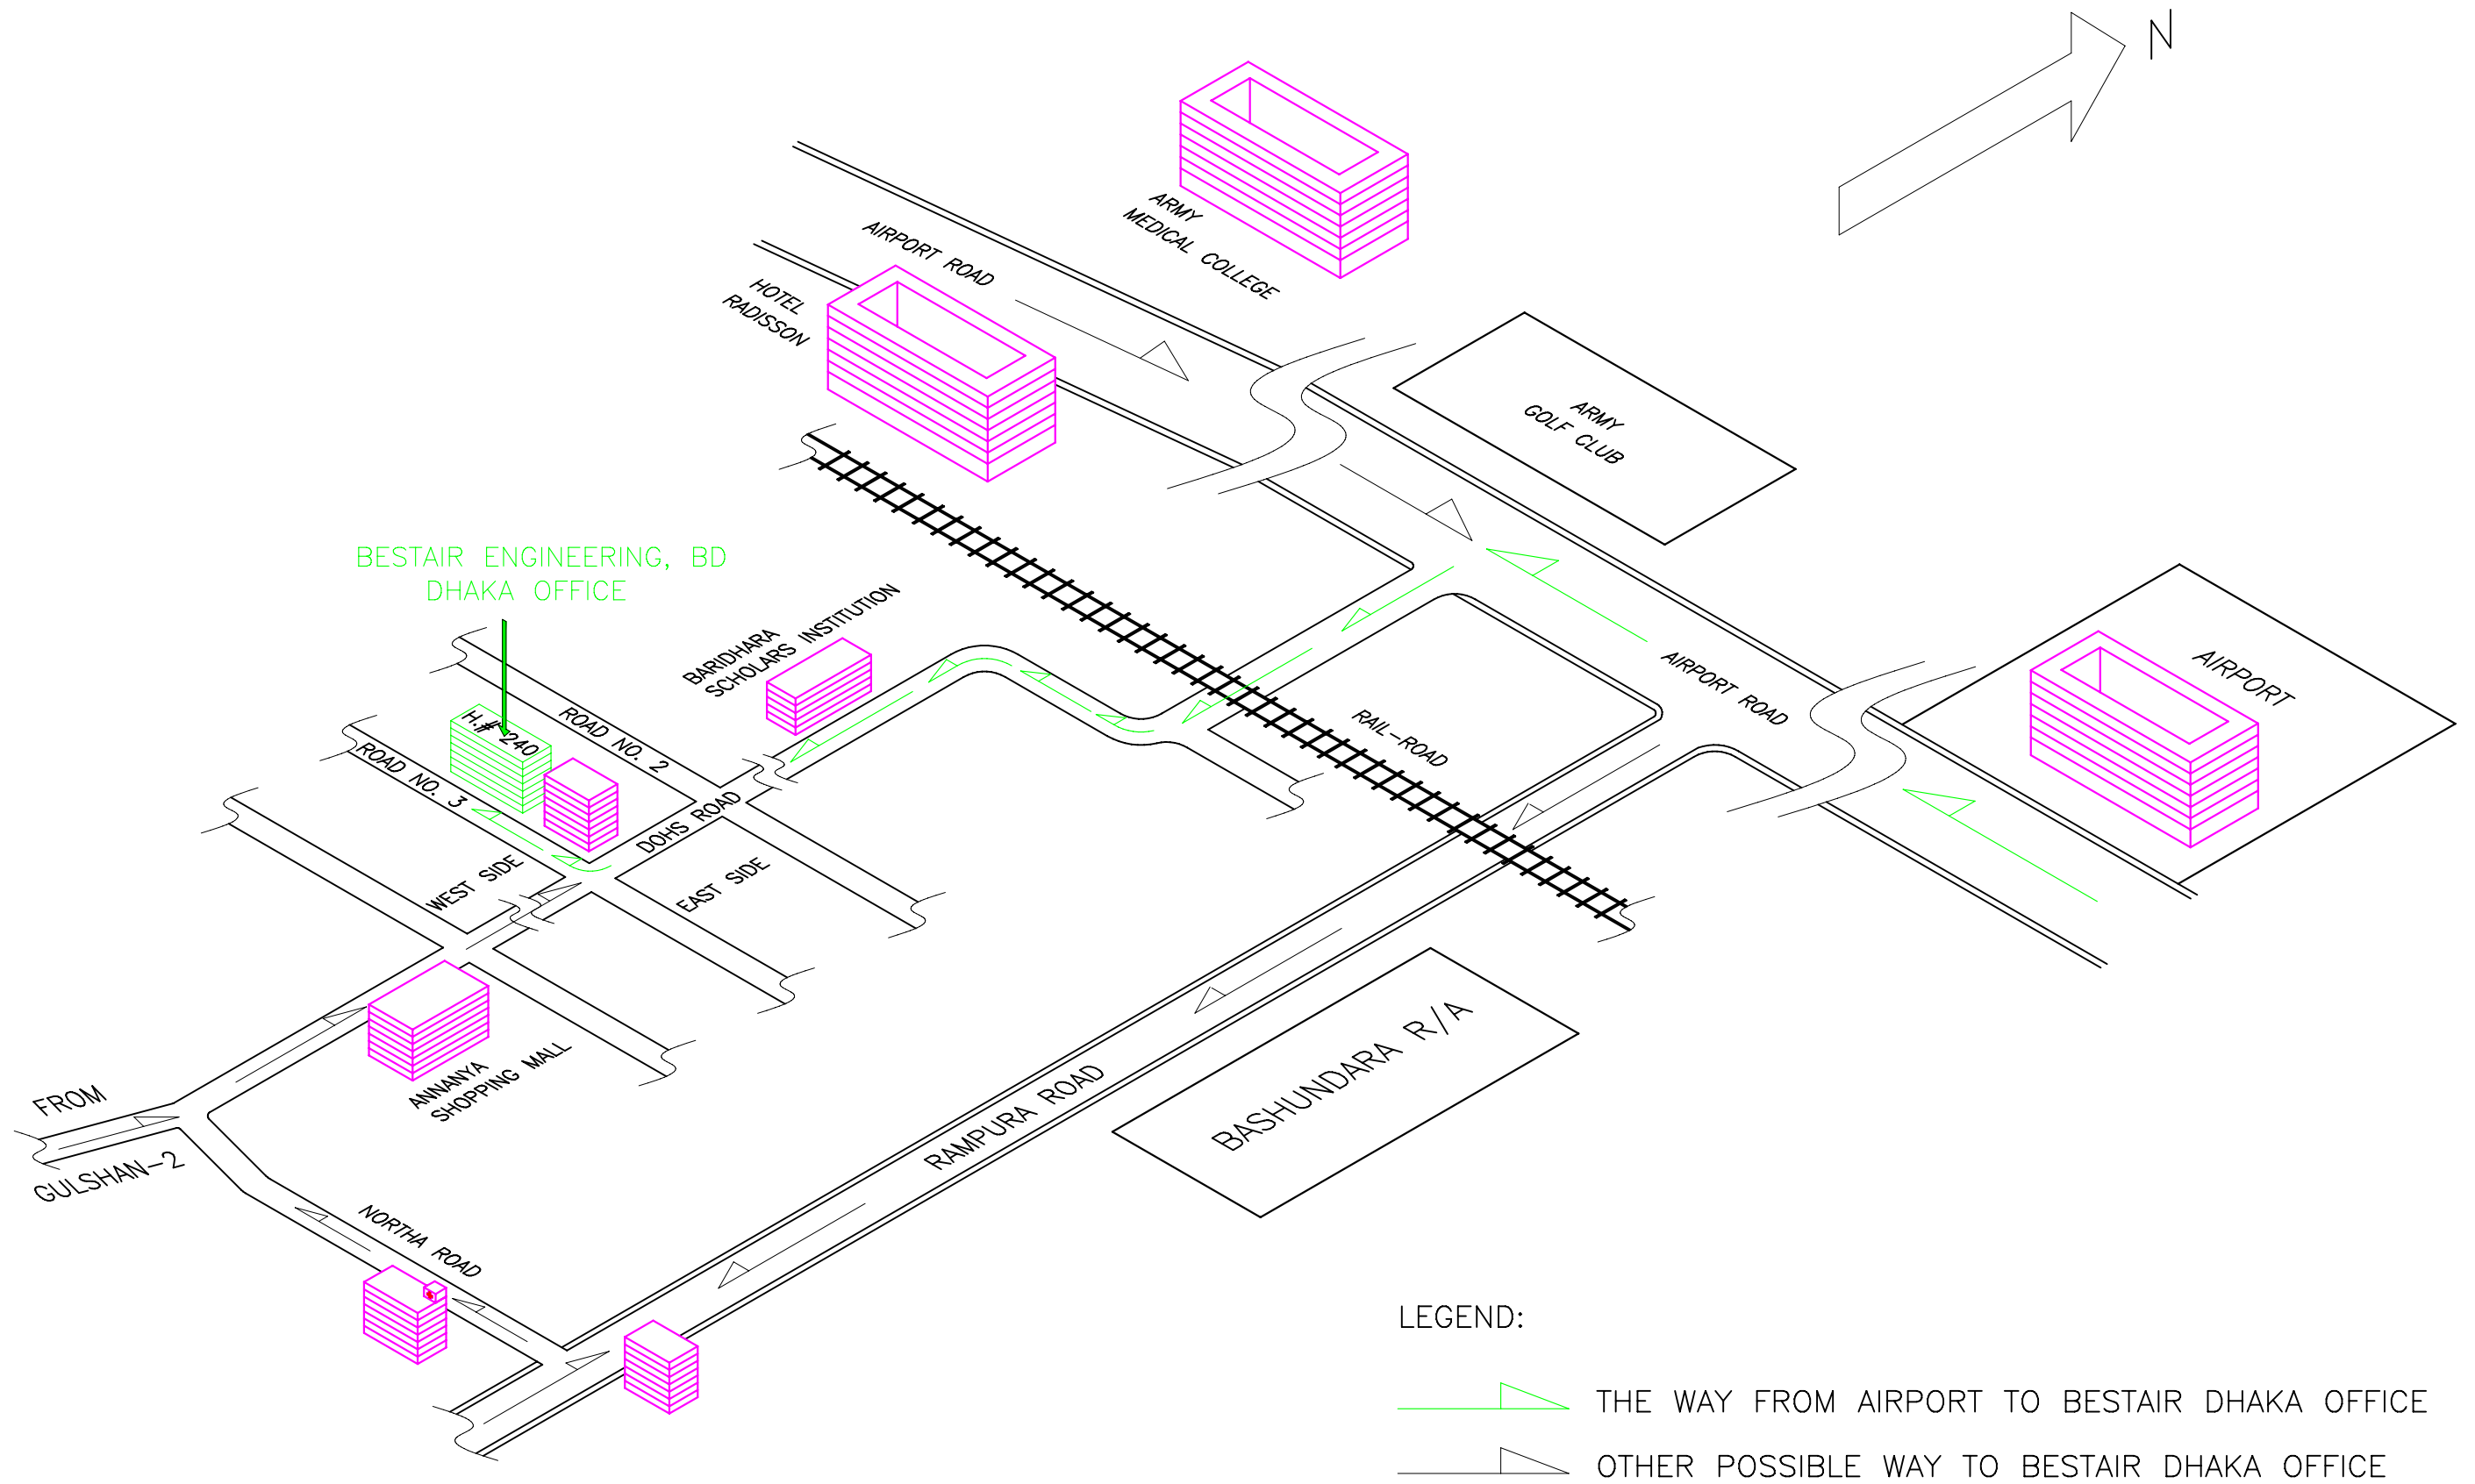 N
ARMY
MEDICAL COLLEGE
AIRPORT ROAD
HOTEL
RADISSON
ARMY
GOLF CLUB
BESTAIR ENGINEERING, BD
DHAKA OFFICE
BARIDHARA
SCHOLARS INSTITUTION
AIRPORT
AIRPORT ROAD
RAIL-ROAD
H.# 240
ROAD NO. 2
ROAD NO. 3
DOHS ROAD
WEST SIDE
EAST SIDE
ANNANYA
SHOPPING MALL
BASHUNDARA R/A
RAMPURA ROAD
FROM
GULSHAN-2
NORTHA ROAD
LEGEND:
THE WAY FROM AIRPORT TO BESTAIR DHAKA OFFICE
OTHER POSSIBLE WAY TO BESTAIR DHAKA OFFICE